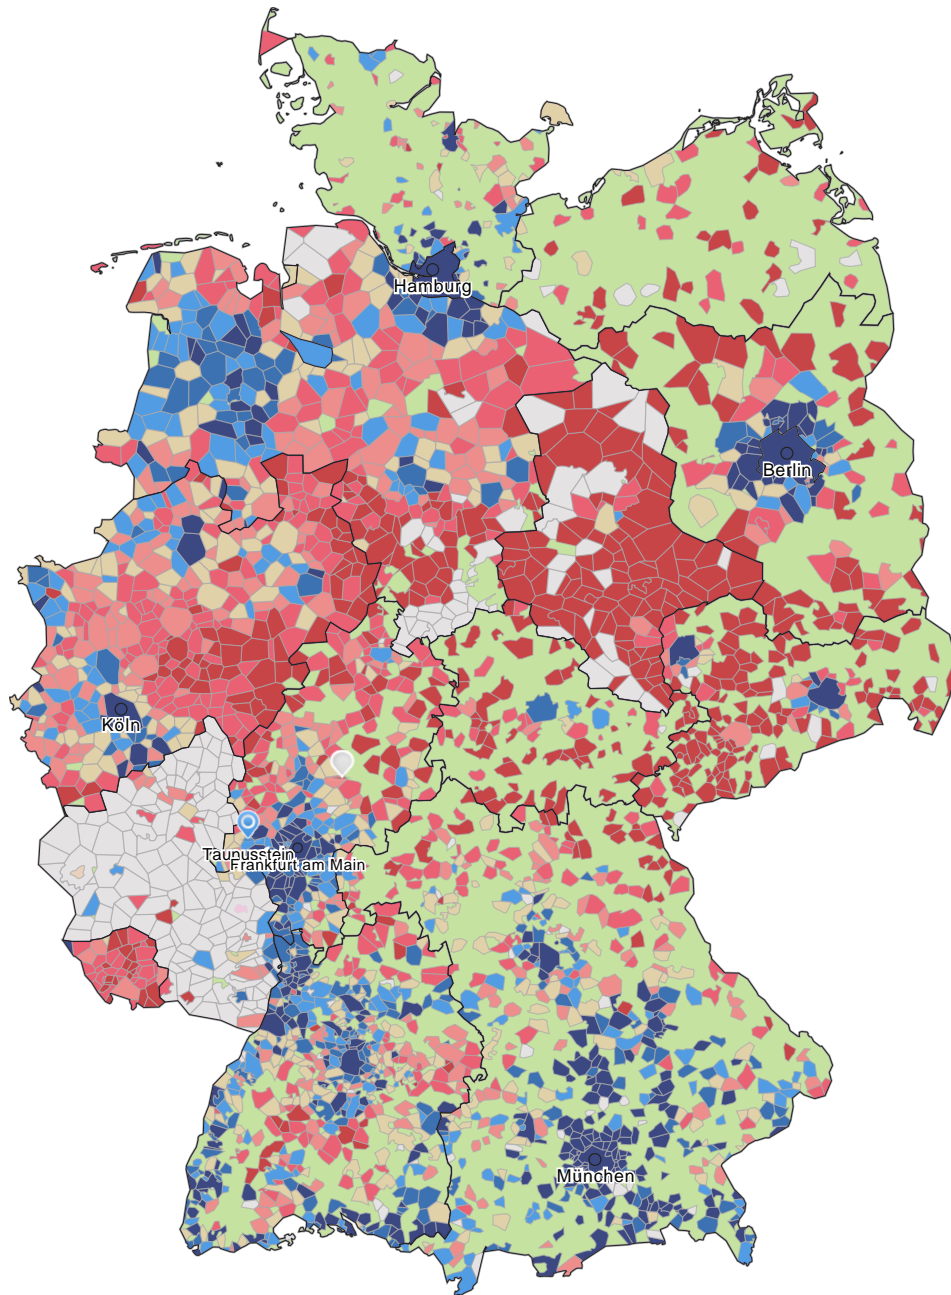 Hamburg
Berlin
Köln
Taunusstein
Frankfurt am Main
München